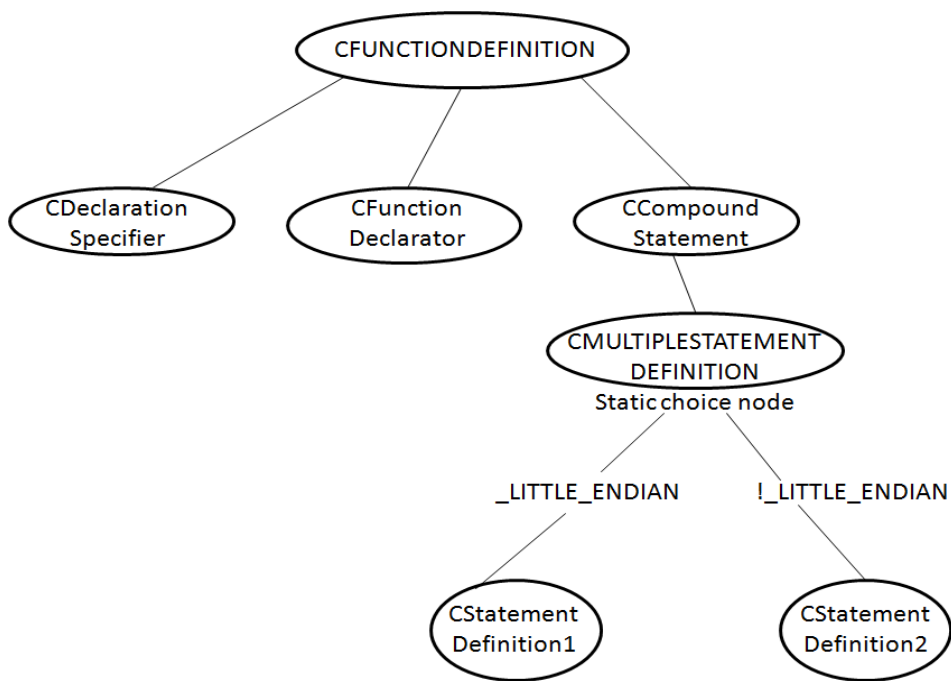 CFUNCTIONDEFINITION
CDeclaration
Specifier
CFunction
Declarator
CCompound
Statement
CMULTIPLESTATEMENT
DEFINITION
Static choice node
_LITTLE_ENDIAN
!_LITTLE_ENDIAN
CStatement
Definition1
CStatement
Definition2